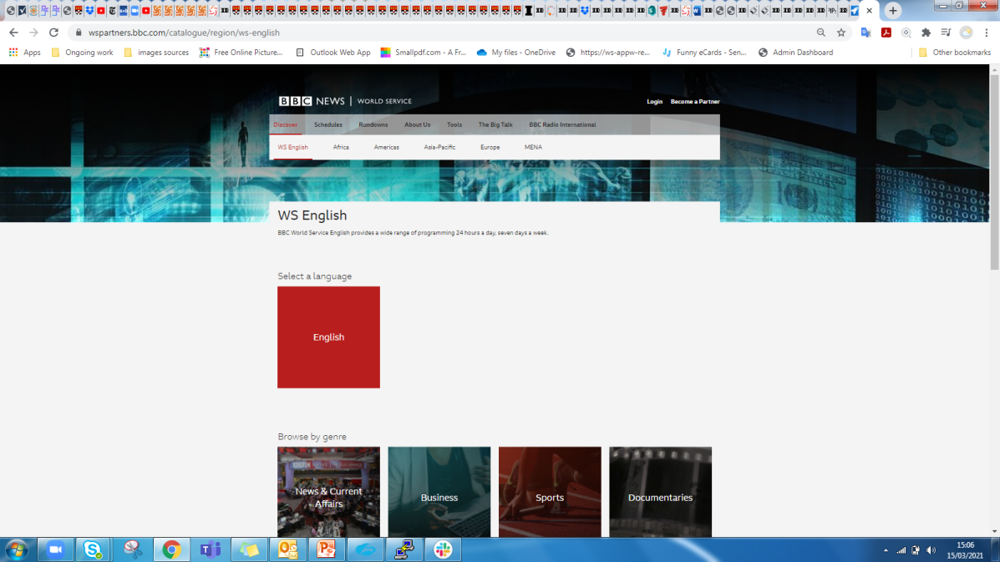 wspartners.bbc.com/catalogue/region/ws-english
Apps Ongoing work images sources Free Online Picture... Outlook Web App Smallpdf.com - A Fr... My files - OneDrive https://ws-appw-re... Funny eCards - Sen... Admin Dashboard Other bookmarks
BBC NEWS | WORLD SERVICE
Login Become a Partner
Discover Schedules Rundowns About Us Tools The Big Talk BBC Radio International
WS English Africa Americas Asia-Pacific Europe MENA
WS English
BBC World Service English provides a wide range of programming 24 hours a day, seven days a week.
Select a language
English
Browse by genre
News & Current
Affairs
Business
Sports
Documentaries
15:06
15/03/2021